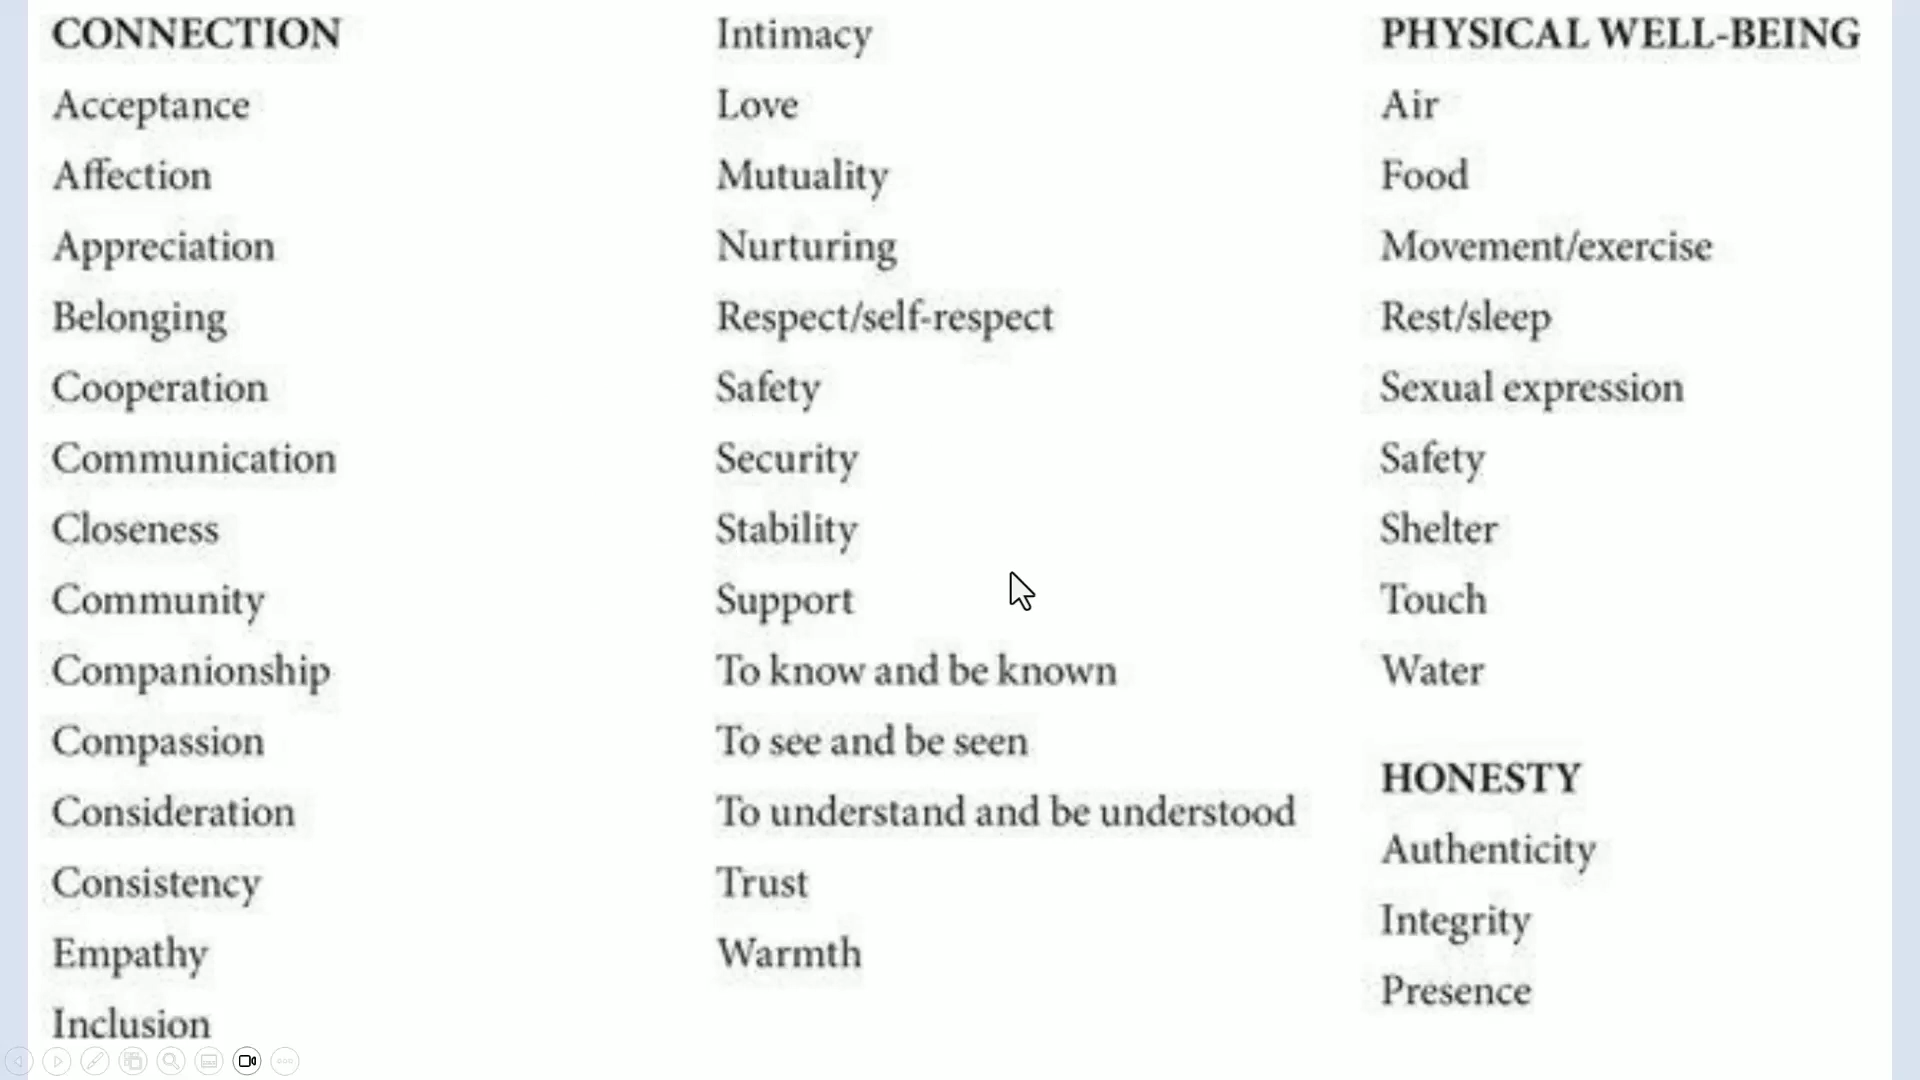 CONNECTION
Acceptance
Affection
Appreciation
Belonging
Cooperation
Communication
Closeness
Community
Companionship
Compassion
Consideration
Consistency
Empathy
Inclusion
Intimacy
Love
Mutuality
Nurturing
Respect/self-respect
Safety
Security
Stability
Support
To know and be known
To see and be seen
To understand and be understood
Trust
Warmth
PHYSICAL WELL-BEING
Air
Food
Movement/exercise
Rest/sleep
Sexual expression
Safety
Shelter
Touch
Water
HONESTY
Authenticity
Integrity
Presence